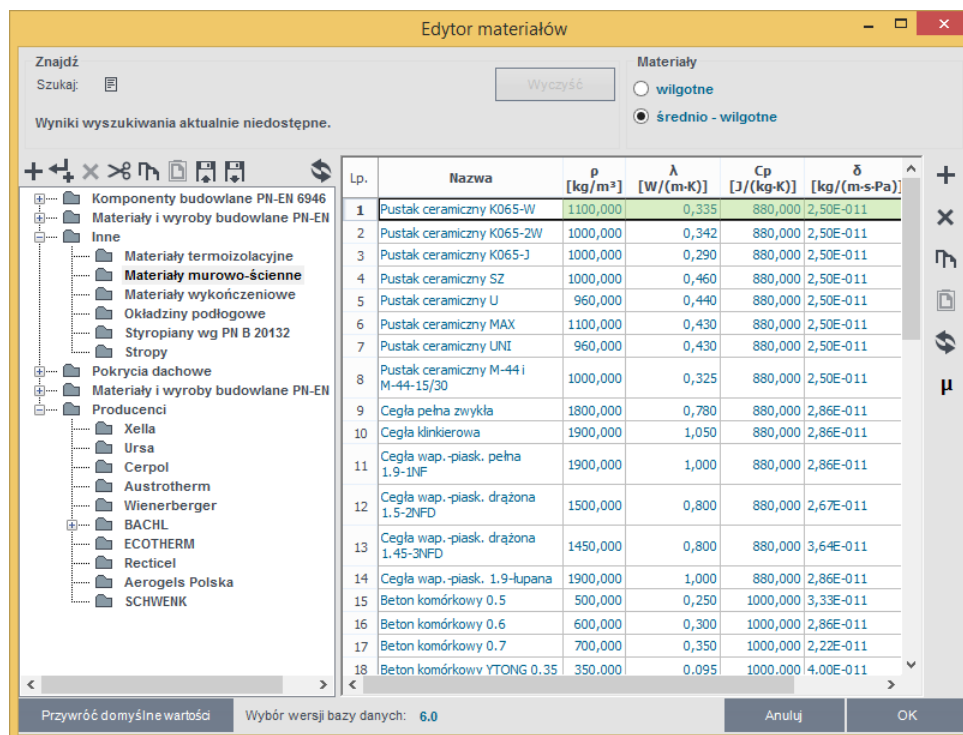 Edytor materiałów
Znajdź
Szukaj:
Wyczyść
Wyniki wyszukiwania aktualnie niedostępne.
Materiały
wilgotne
średnio - wilgotne
Komponenty budowlane PN-EN 6946
Materiały i wyroby budowlane PN-EN
Inne
Materiały termoizolacyjne
Materiały murowo-ścienne
Materiały wykończeniowe
Okładziny podłogowe
Styropiany wg PN B 20132
Stropy
Pokrycia dachowe
Materiały i wyroby budowlane PN-EN
Producenci
Xella
Ursa
Cerpol
Austrotherm
Wienerberger
BACHL
ECOTHERM
Recticel
Aerogels Polska
SCHWENK
Lp. Nazwa ρ λ Cp δ
[kg/m³] [W/(m·K)] [J/(kg·K)] [kg/(m·s·Pa)]
1 Pustak ceramiczny K065-W 1100,000 0,335 880,000 2,50E-011
2 Pustak ceramiczny K065-2W 1000,000 0,342 880,000 2,50E-011
3 Pustak ceramiczny K065-J 1000,000 0,290 880,000 2,50E-011
4 Pustak ceramiczny SZ 1000,000 0,460 880,000 2,50E-011
5 Pustak ceramiczny U 960,000 0,440 880,000 2,50E-011
6 Pustak ceramiczny MAX 1100,000 0,430 880,000 2,50E-011
7 Pustak ceramiczny UNI 960,000 0,430 880,000 2,50E-011
8 Pustak ceramiczny M-44 i
M-44-15/30 1000,000 0,325 880,000 2,50E-011
9 Cegła pełna zwykła 1800,000 0,780 880,000 2,86E-011
10 Cegła klinkierowa 1900,000 1,050 880,000 2,86E-011
11 Cegła wap.-piask. pełna
1.9-1NF 1900,000 1,000 880,000 2,86E-011
12 Cegła wap.-piask. drążona
1.5-2NFD 1500,000 0,800 880,000 2,67E-011
13 Cegła wap.-piask. drążona
1.45-3NFD 1450,000 0,800 880,000 3,64E-011
14 Cegła wap.-piask. 1.9-łupana 1900,000 1,000 880,000 2,86E-011
15 Beton komórkowy 0.5 500,000 0,250 1000,000 3,33E-011
16 Beton komórkowy 0.6 600,000 0,300 1000,000 2,86E-011
17 Beton komórkowy 0.7 700,000 0,350 1000,000 2,22E-011
18 Beton komórkowy YTONG 0.35 350,000 0,095 1000,000 4,00E-011
μ
Przywróć domyślne wartości
Wybór wersji bazy danych: 6.0
Anuluj
OK